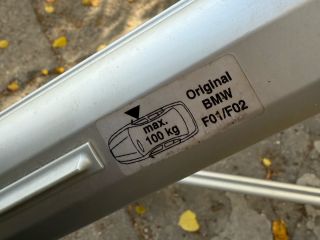 max.
100 kg
Original
BMW
F01/F02